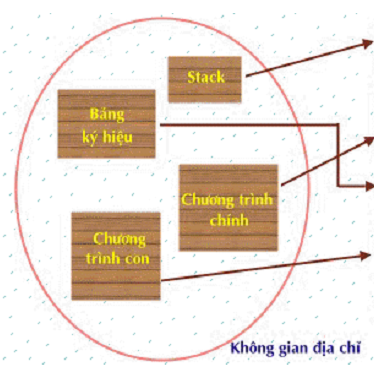 Stack
Bảng
ký hiệu
Chương trình
chính
Chương
trình con
Không gian địa chỉ